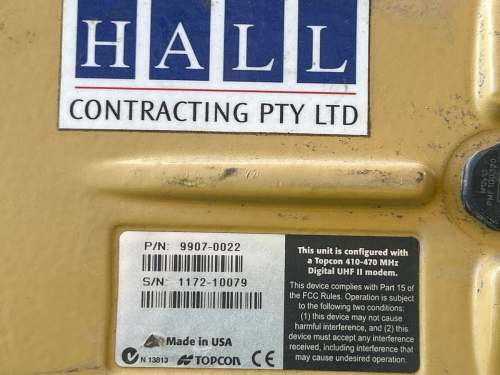 HALL
CONTRACTING PTY LTD
P/N: 9907-0022
S/N: 1172-10079
Made in USA
N 13813 TOPCON CE
This unit is configured with
a Topcon 410-470 MHz
Digital UHF II modem.
This device complies with Part 15 of
the FCC Rules. Operation is subject
to the following two conditions:
(1) this device may not cause
harmful interference, and (2) this
device must accept any interference
received, including interference that
may cause undesired operation.